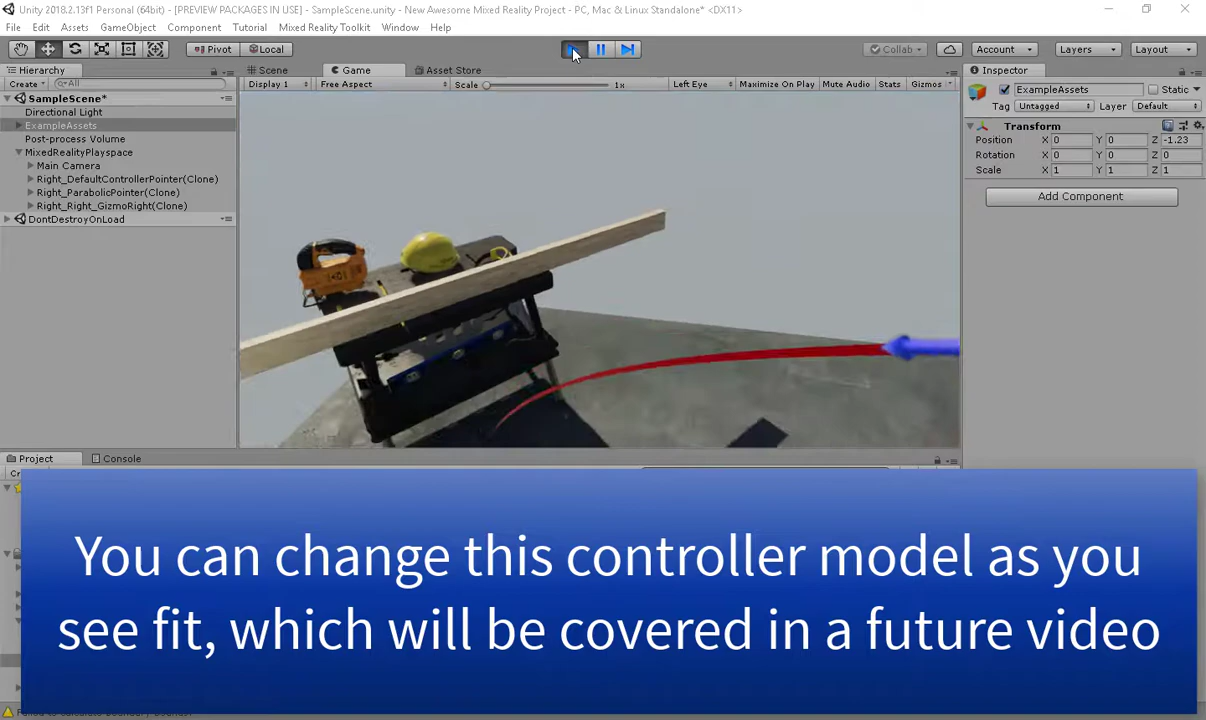 Unity 2018.2.13f1 Personal (64bit) - [PREVIEW PACKAGES IN USE] - SampleScene.unity - New Awesome Mixed Reality Project - PC, Mac & Linux Standalone* <DX11>
File Edit Assets GameObject Component Tutorial Mixed Reality Toolkit Window Help
Pivot Local Collab Account Layers Layout
Hierarchy Scene Game Asset Store Inspector
Create All Display 1 Free Aspect Scale 1x Left Eye Maximize On Play Mute Audio Stats Gizmos ExampleAssets Static
SampleScene* Tag Untagged Layer Default
Directional Light
ExampleAssets Transform
Post-process Volume Position X 0 Y 0 Z -1.23
MixedRealityPlayspace Rotation X 0 Y 0 Z 0
Main Camera Scale X 1 Y 1 Z 1
Right_DefaultControllerPointer(Clone)
Right_ParabolicPointer(Clone) Add Component
Right_Right_GizmoRight(Clone)
DontDestroyOnLoad
Project Console
You can change this controller model as you
see fit, which will be covered in a future video